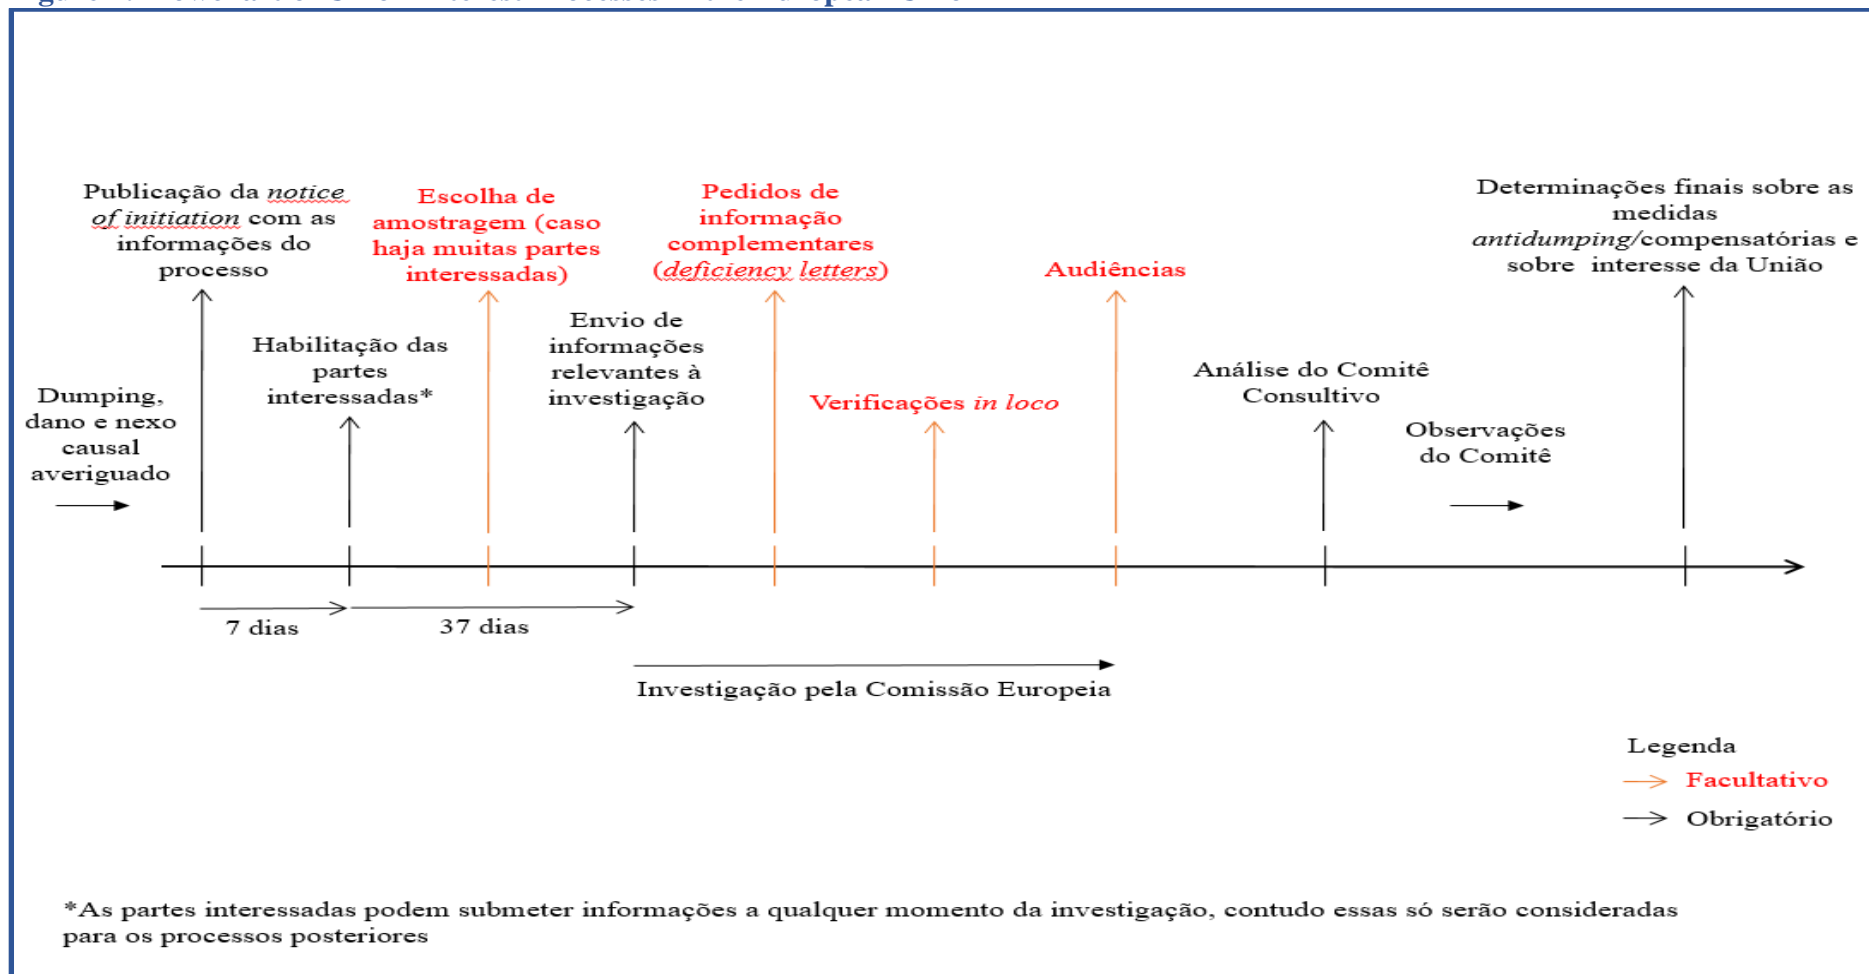 Publicação da notice
of initiation com as
informações do
processo
Escolha de
amostragem (caso
haja muitas partes
interessadas)
Pedidos de
informação
complementares
(deficiency letters)
Audiências
Determinações finais sobre as
medidas
antidumping/compensatórias e
sobre interesse da União
Dumping,
dano e nexo
causal
averiguado
Habilitação das
partes
interessadas*
Envio de
informações
relevantes à
investigação
Verificações in loco
Análise do Comitê
Consultivo
Observações
do Comitê
7 dias
37 dias
Investigação pela Comissão Europeia
Legenda
Facultativo
Obrigatório
*As partes interessadas podem submeter informações a qualquer momento da investigação, contudo essas só serão consideradas
para os processos posteriores